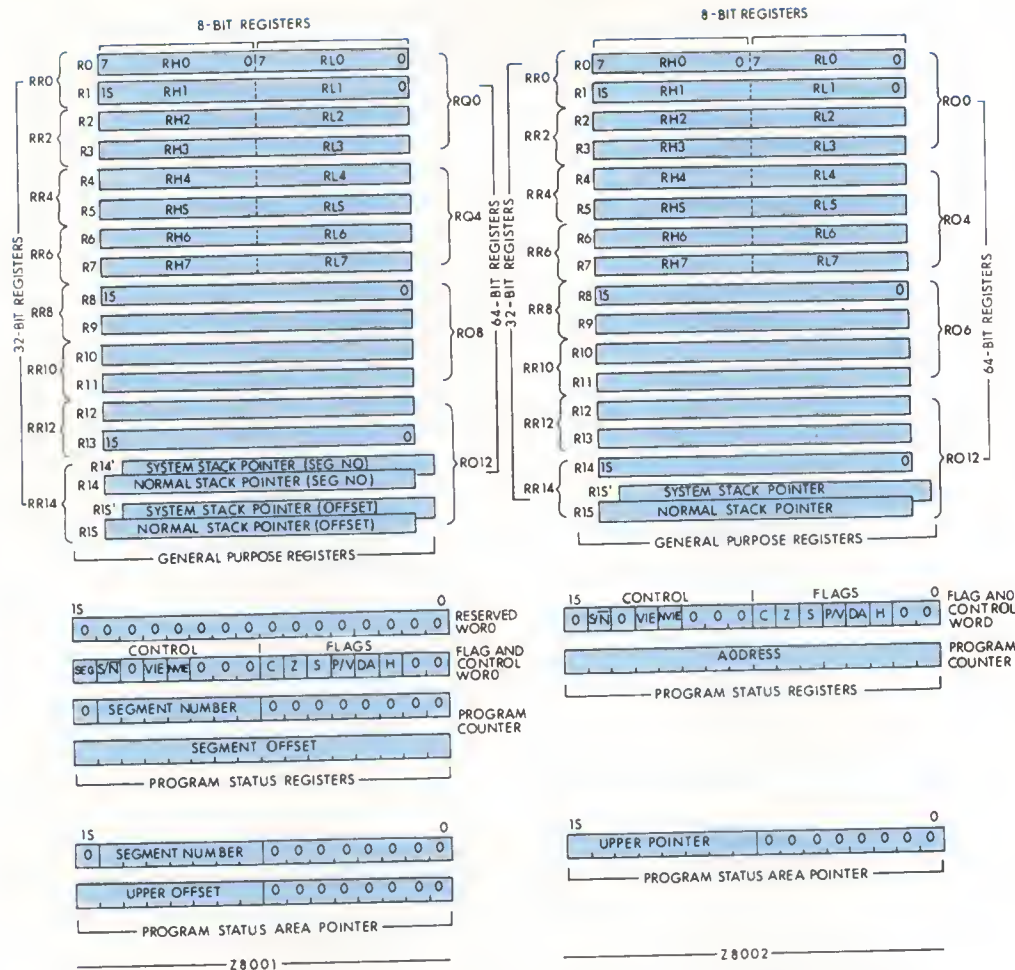 8-BIT REGISTERS
RR0 R0 7 RH0 0 7 RL0 0 RQ0
R1 15 RH1 RL1 0
RR2 R2 RH2 RL2
R3 RH3 RL3
RR4 R4 RH4 RL4 RQ4
R5 RH5 RL5
RR6 R6 RH6 RL6
R7 RH7 RL7
RR8 R8 15 0 RO8
R9
RR10 R10
R11
RR12 R12 RO12
R13 15 0
RR14 R14' SYSTEM STACK POINTER (SEG NO)
R14 NORMAL STACK POINTER (SEG NO)
R15' SYSTEM STACK POINTER (OFFSET)
R15 NORMAL STACK POINTER (OFFSET)
32-BIT REGISTERS
64-BIT REGISTERS
GENERAL PURPOSE REGISTERS
15 0
0 0 0 0 0 0 0 0 0 0 0 0 0 0 0 0 RESERVED WORD
CONTROL FLAGS
SEG S/N̅ 0 VIE NVIE 0 0 0 C Z S P/V DA H 0 0 FLAG AND CONTROL WORD
0 SEGMENT NUMBER 0 0 0 0 0 0 0 0 PROGRAM COUNTER
SEGMENT OFFSET
PROGRAM STATUS REGISTERS
15 0
0 SEGMENT NUMBER 0 0 0 0 0 0 0 0
UPPER OFFSET 0 0 0 0 0 0 0 0
PROGRAM STATUS AREA POINTER
Z8001
8-BIT REGISTERS
RR0 R0 7 RH0 0 7 RL0 0 RO0
R1 15 RH1 RL1 0
RR2 R2 RH2 RL2
R3 RH3 RL3
RR4 R4 RH4 RL4 RO4
R5 RH5 RL5
RR6 R6 RH6 RL6
R7 RH7 RL7
RR8 R8 15 0 RO6
R9
RR10 R10
R11
RR12 R12 RO12
R13
RR14 R14 15 0
R15' SYSTEM STACK POINTER
R15 NORMAL STACK POINTER
32-BIT REGISTERS
64-BIT REGISTERS
GENERAL PURPOSE REGISTERS
15 CONTROL FLAGS 0
0 S/N̅ 0 VIE NVIE 0 0 0 C Z S P/V DA H 0 0 FLAG AND CONTROL WORD
ADDRESS PROGRAM COUNTER
PROGRAM STATUS REGISTERS
15 0
UPPER POINTER 0 0 0 0 0 0 0 0
PROGRAM STATUS AREA POINTER
Z8002